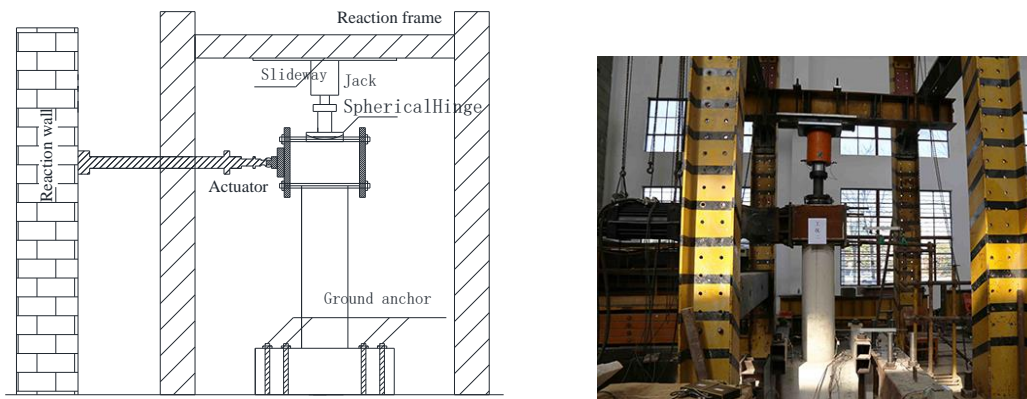 Reaction frame
Slideway
Jack
SphericalHinge
Reaction wall
Actuator
Ground anchor